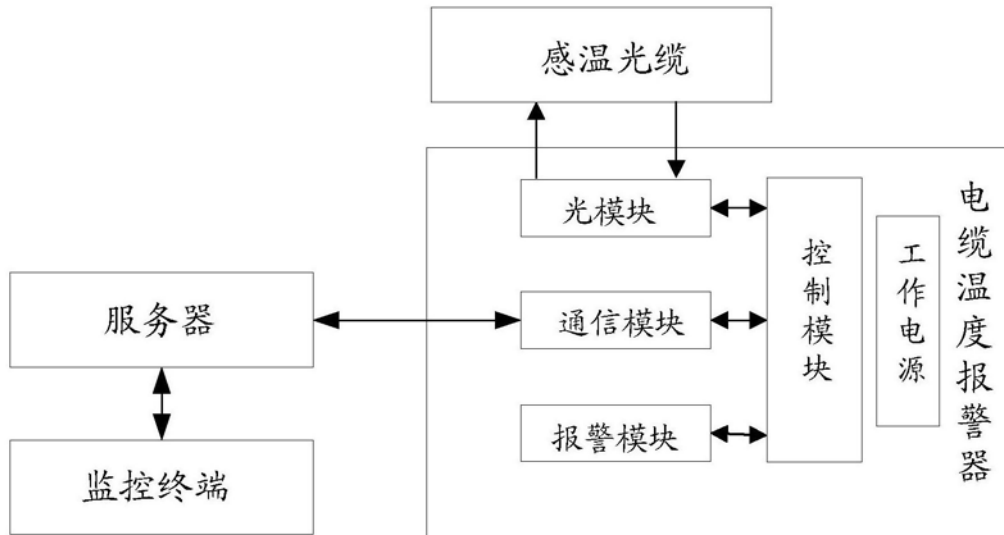 感温光缆
光模块
服务器
通信模块
监控终端
报警模块
控制模块
工作电源
电缆温度报警器